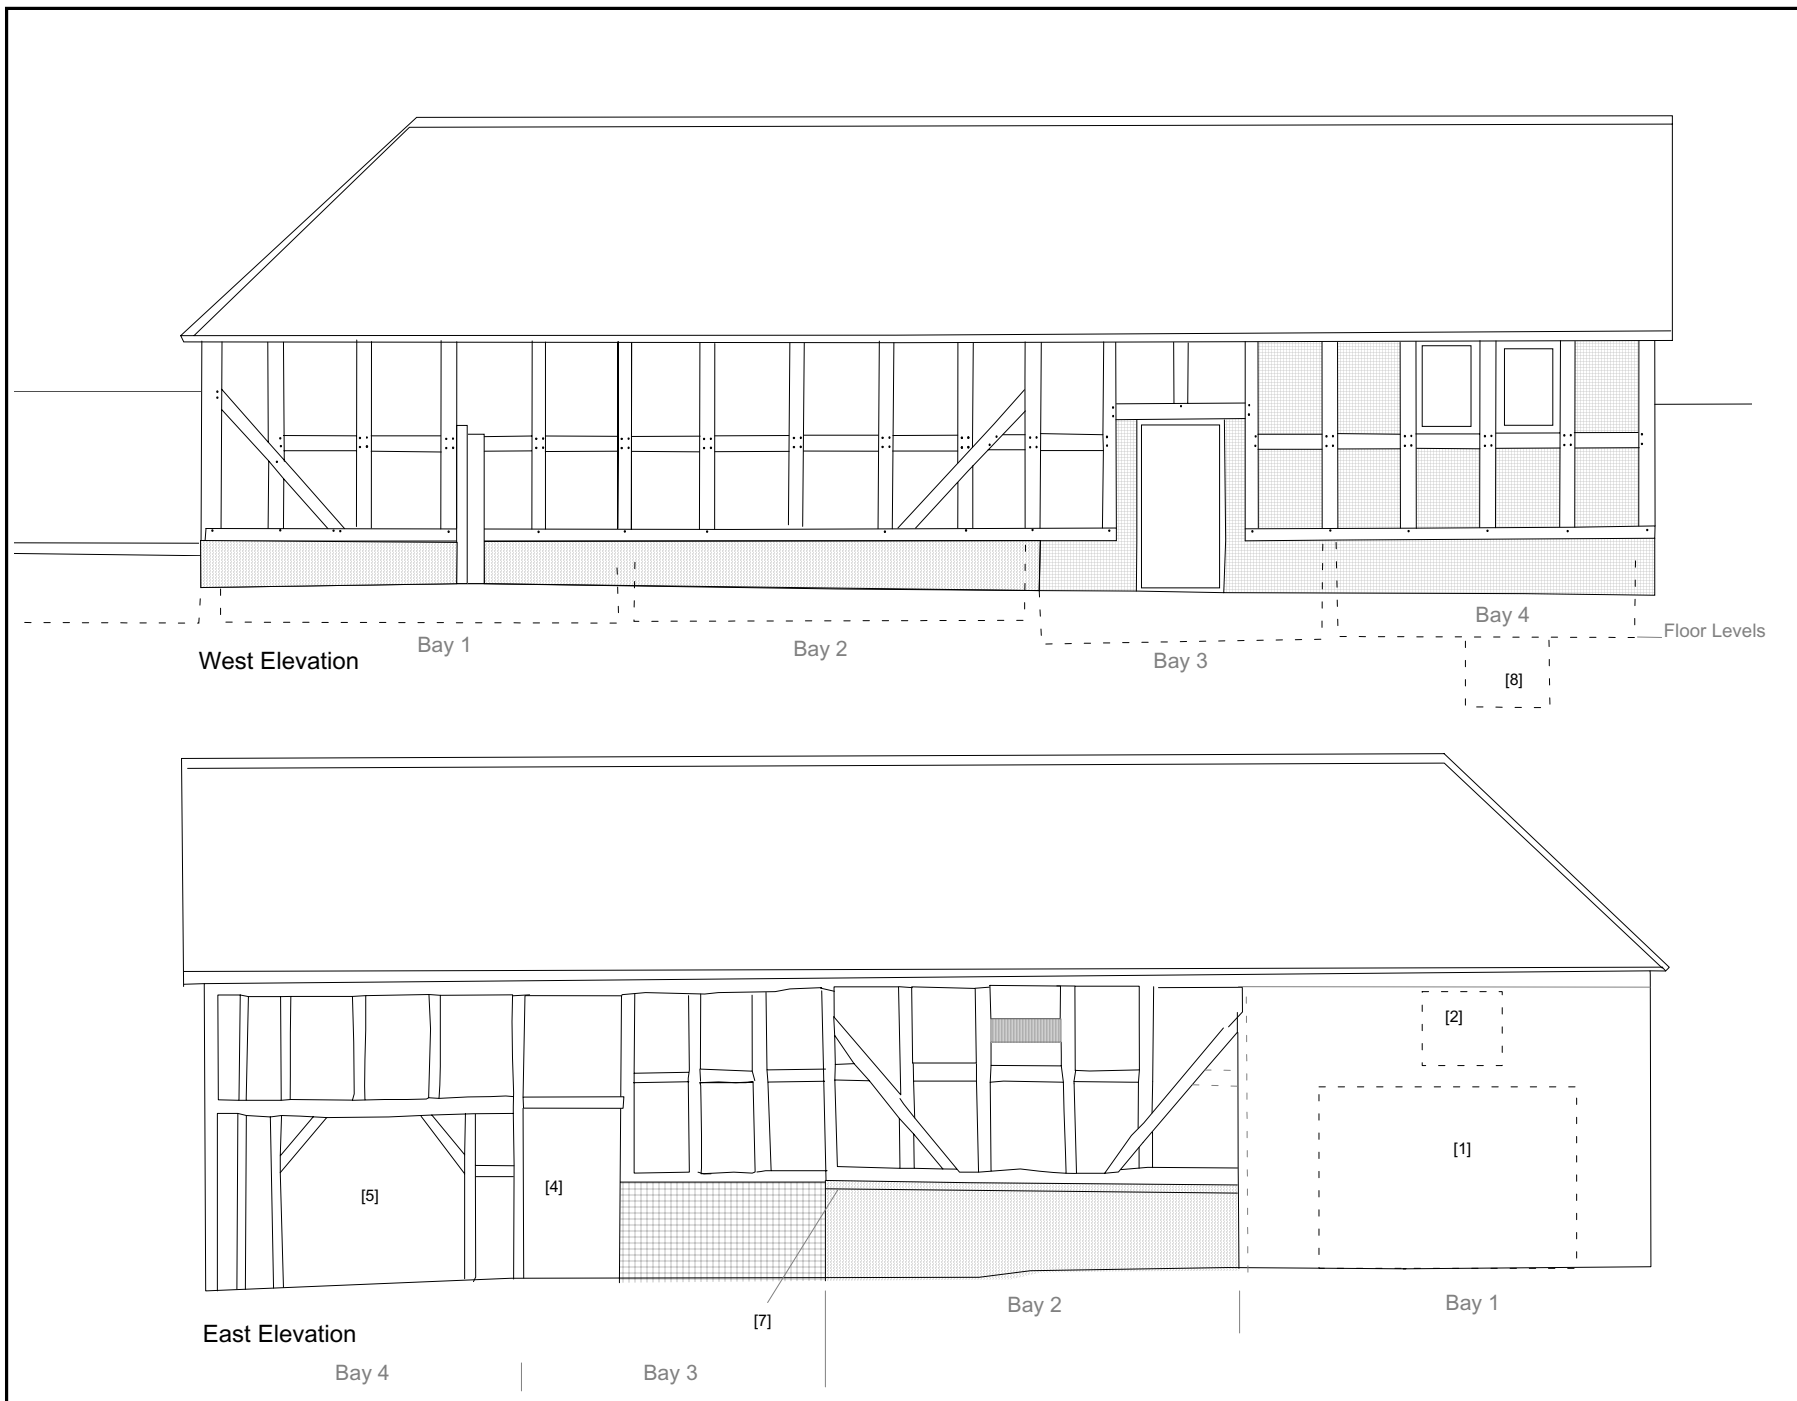 Bay 1
Bay 2
Bay 3
Bay 4
Floor Levels
West Elevation
[8]
[2]
[1]
[5]
[4]
[7]
Bay 2
Bay 1
East Elevation
Bay 4
Bay 3